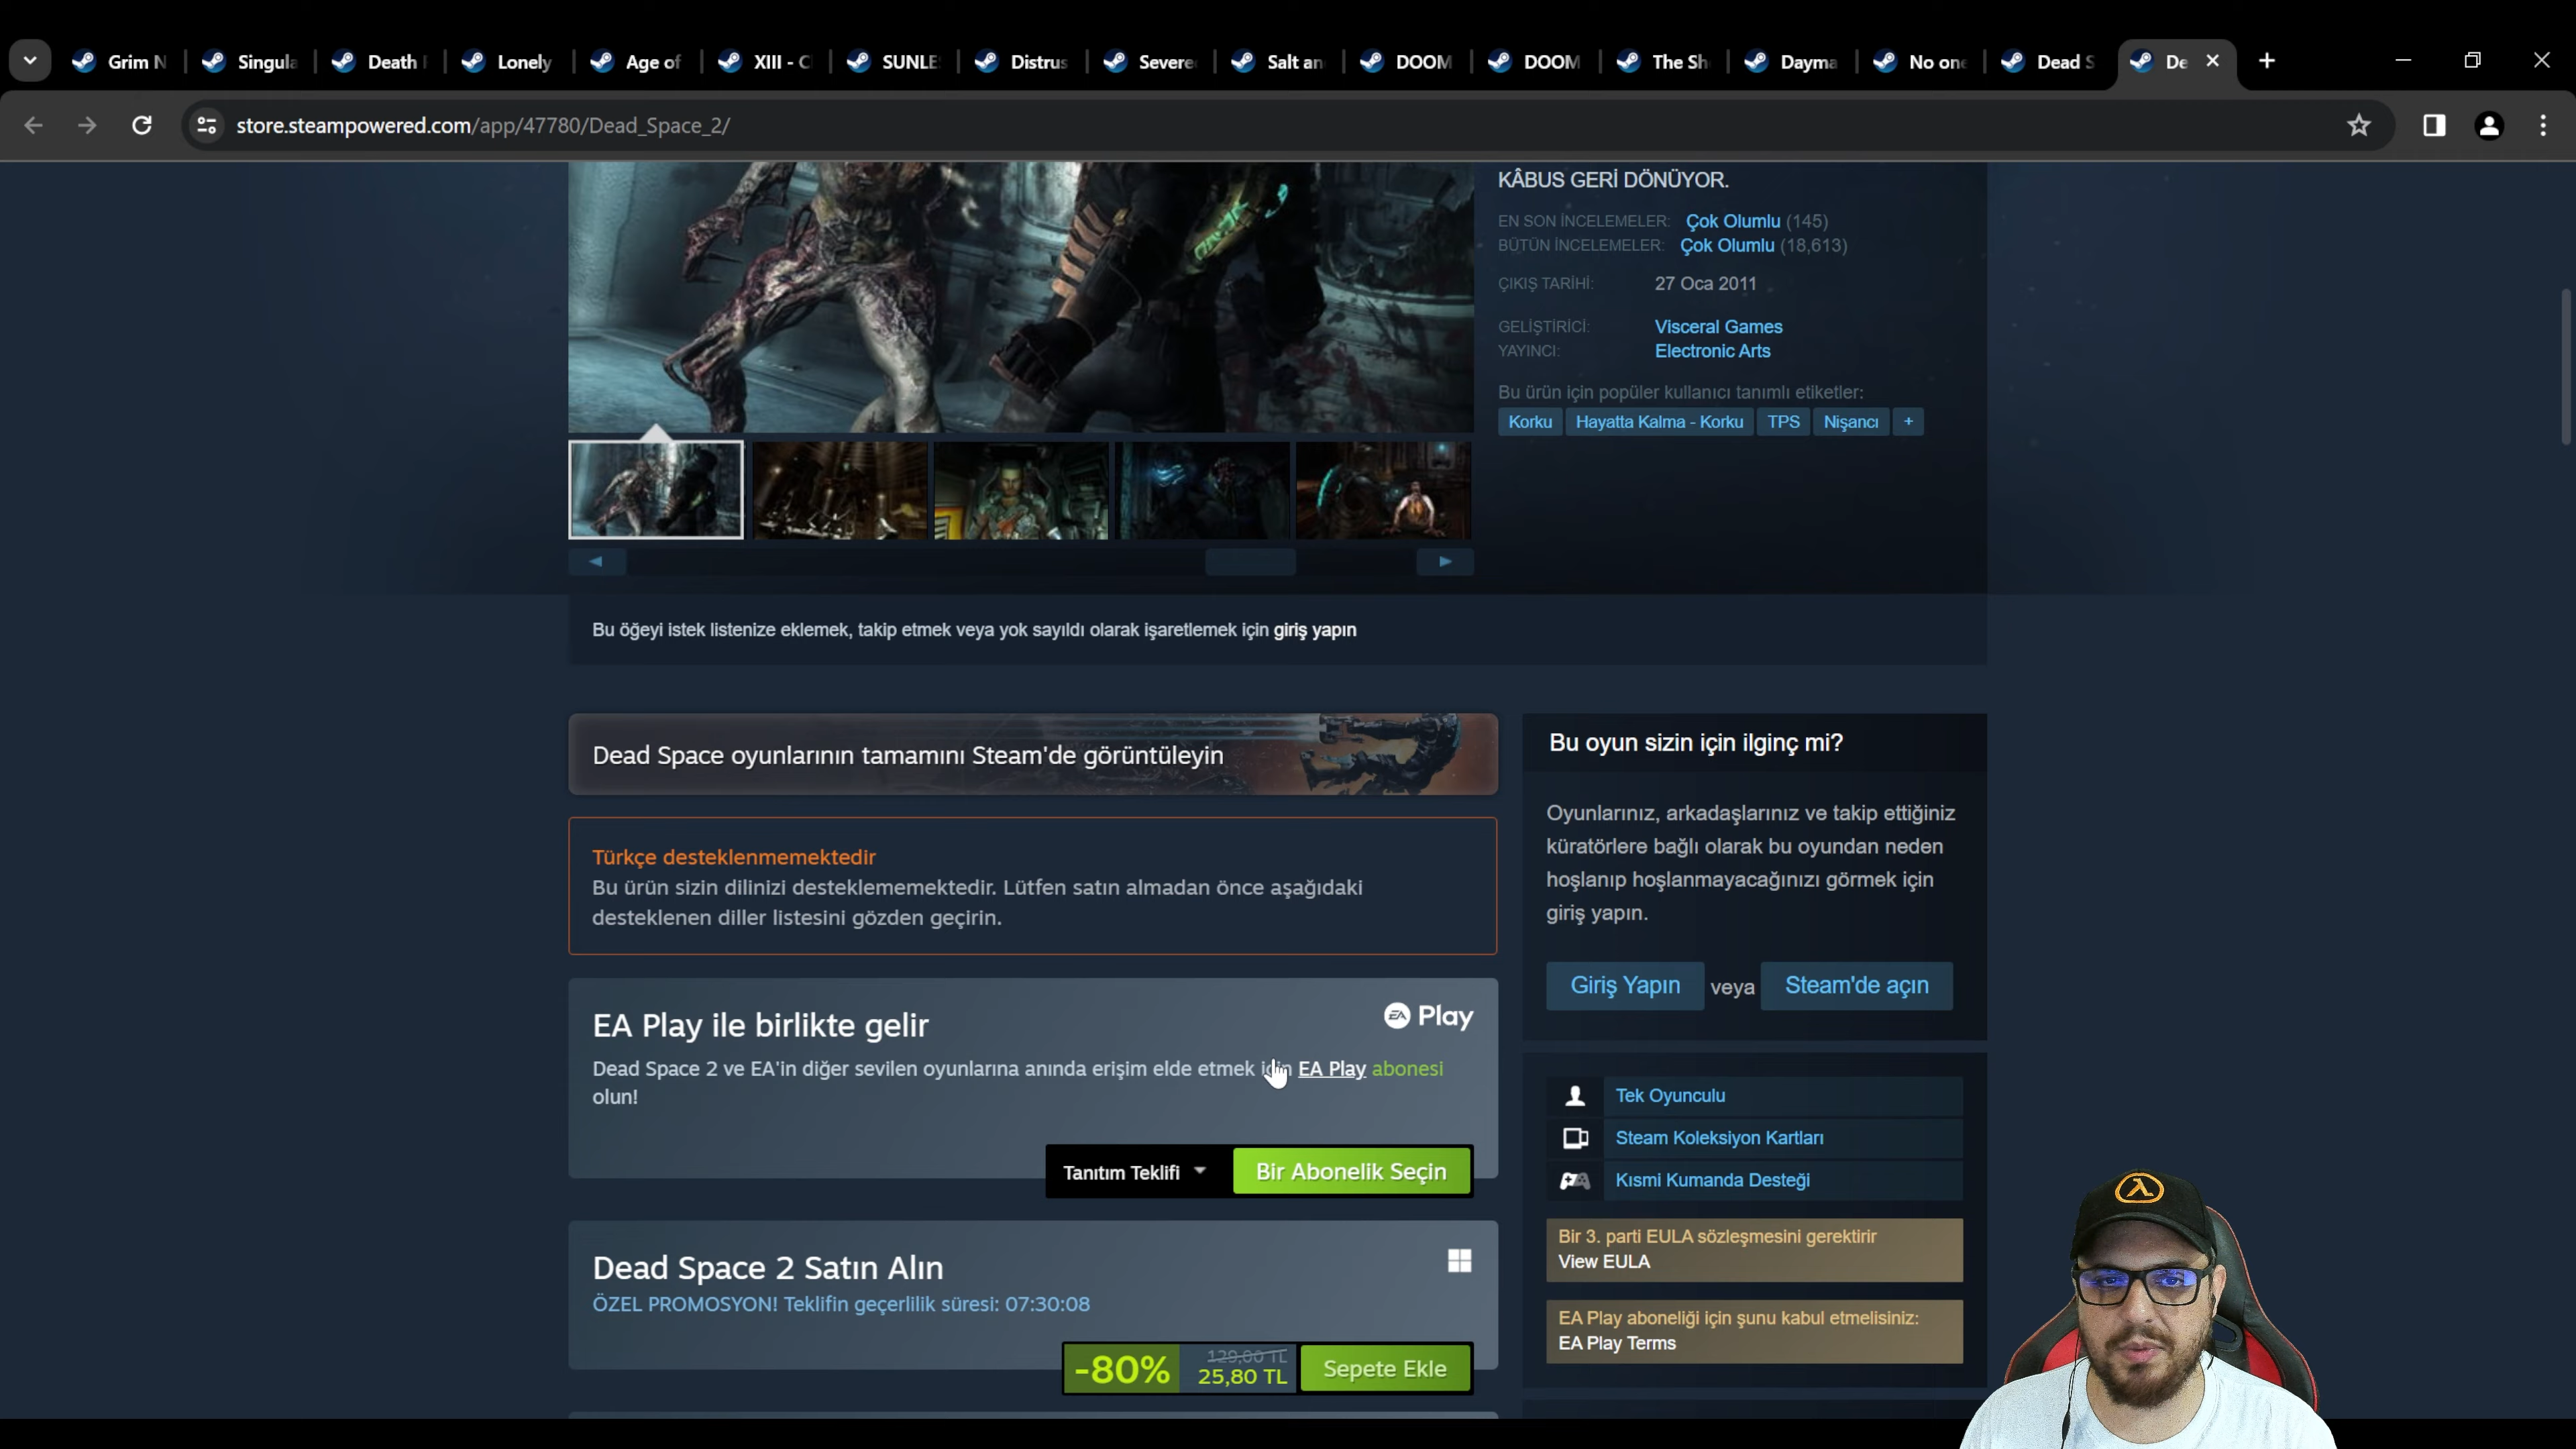 Grim N
Singula
Death
Lonely
Age of
XIII - C
SUNLE
Distrus
Severe
Salt an
DOOM
DOOM
The Sh
Dayma
No one
Dead S
De
store.steampowered.com/app/47780/Dead_Space_2/
KÂBUS GERİ DÖNÜYOR.
EN SON İNCELEMELER: Çok Olumlu (145)
BÜTÜN İNCELEMELER: Çok Olumlu (18,613)
ÇIKIŞ TARİHİ: 27 Oca 2011
GELİŞTİRİCİ: Visceral Games
YAYINCI: Electronic Arts
Bu ürün için popüler kullanıcı tanımlı etiketler:
Korku Hayatta Kalma - Korku TPS Nişancı +
Bu öğeyi istek listenize eklemek, takip etmek veya yok sayıldı olarak işaretlemek için giriş yapın
Dead Space oyunlarının tamamını Steam'de görüntüleyin
Türkçe desteklenmemektedir
Bu ürün sizin dilinizi desteklememektedir. Lütfen satın almadan önce aşağıdaki
desteklenen diller listesini gözden geçirin.
EA Play ile birlikte gelir
EA Play
Dead Space 2 ve EA'in diğer sevilen oyunlarına anında erişim elde etmek için EA Play abonesi
olun!
Tanıtım Teklifi
Bir Abonelik Seçin
Dead Space 2 Satın Alın
ÖZEL PROMOSYON! Teklifin geçerlilik süresi: 07:30:08
-80%
129,00 TL
25,80 TL
Sepete Ekle
Bu oyun sizin için ilginç mi?
Oyunlarınız, arkadaşlarınız ve takip ettiğiniz
küratörlere bağlı olarak bu oyundan neden
hoşlanıp hoşlanmayacağınızı görmek için
giriş yapın.
Giriş Yapın veya Steam'de açın
Tek Oyunculu
Steam Koleksiyon Kartları
Kısmi Kumanda Desteği
Bir 3. parti EULA sözleşmesini gerektirir
View EULA
EA Play aboneliği için şunu kabul etmelisiniz:
EA Play Terms